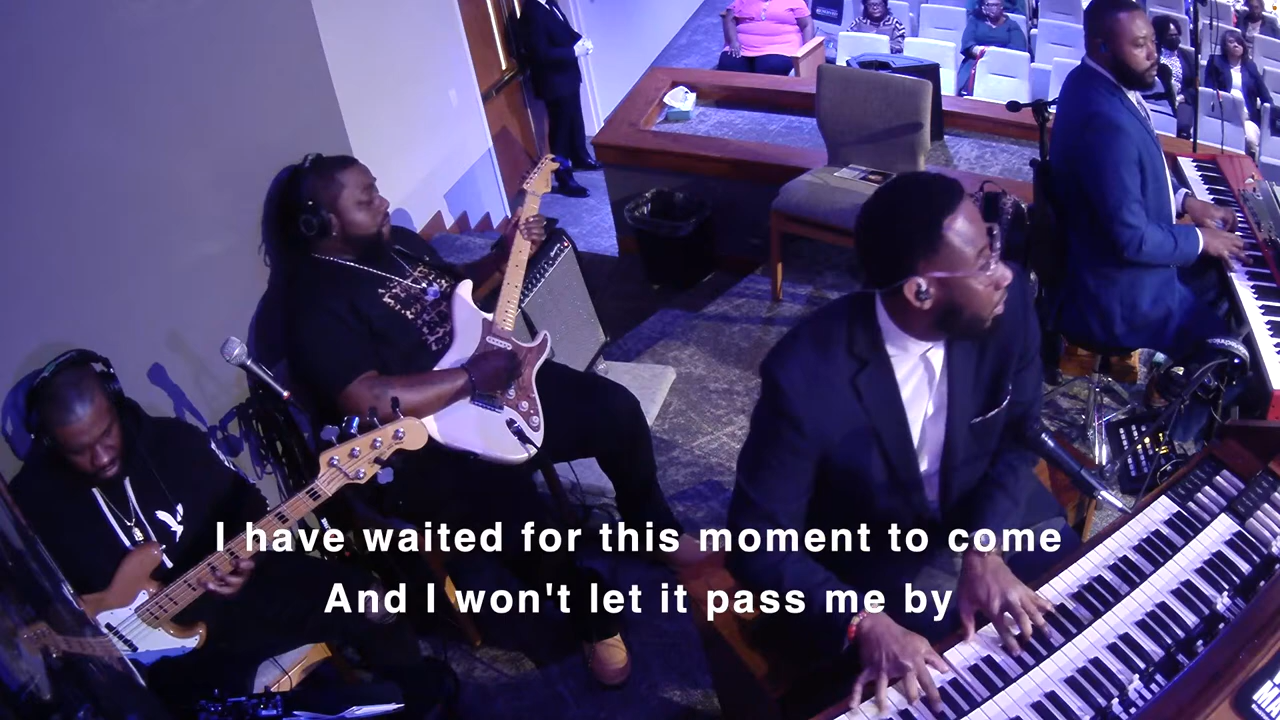 I have waited for this moment to come
And I won't let it pass me by